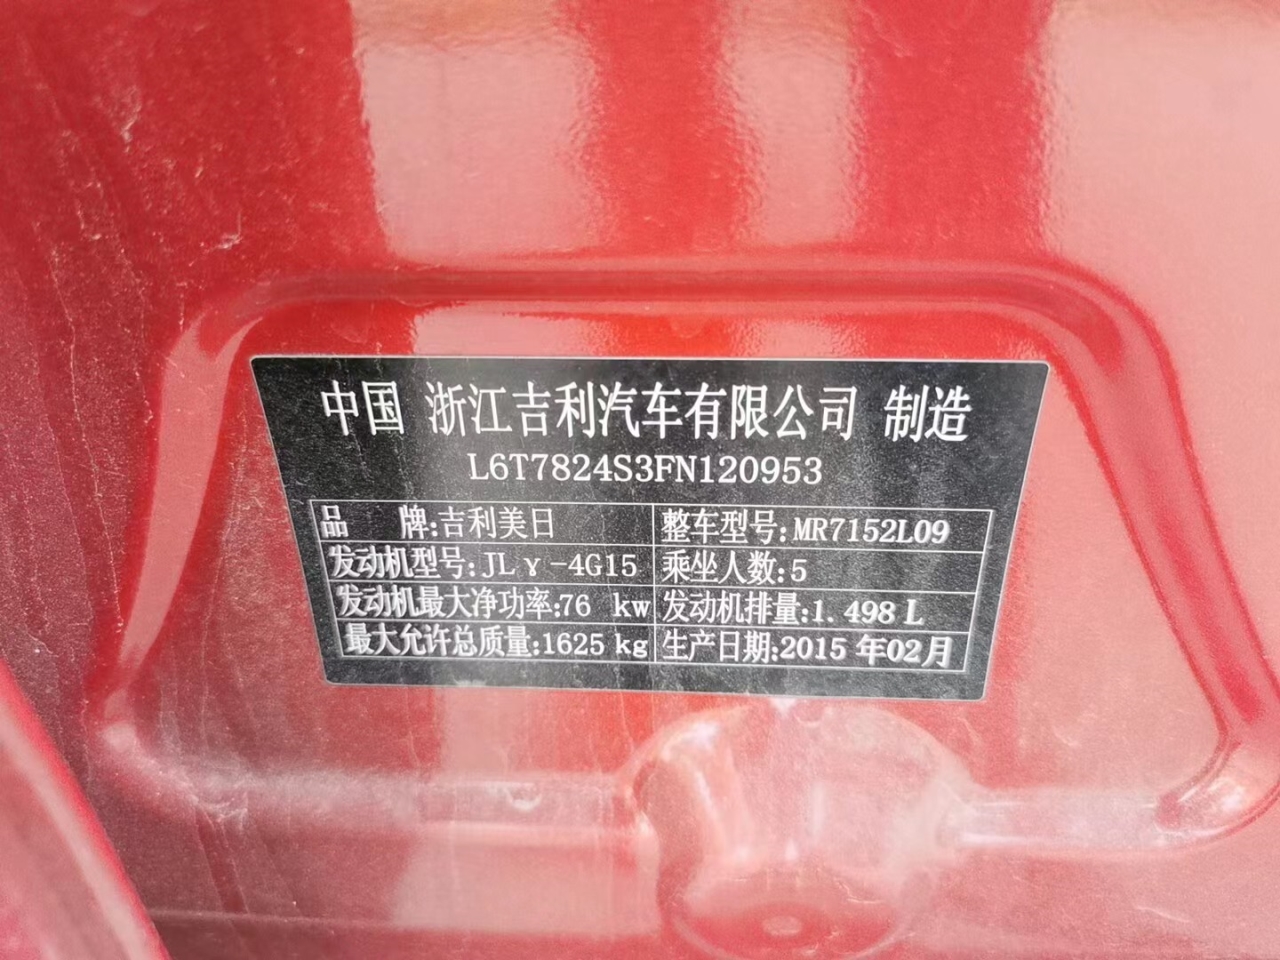 中国 浙江吉利汽车有限公司 制造
L6T7824S3FN120953
品 牌:吉利美日 整车型号:MR7152L09
发动机型号:JLγ-4G15 乘坐人数:5
发动机最大净功率:76 kw 发动机排量:1.498 L
最大允许总质量:1625 kg 生产日期:2015 年02月